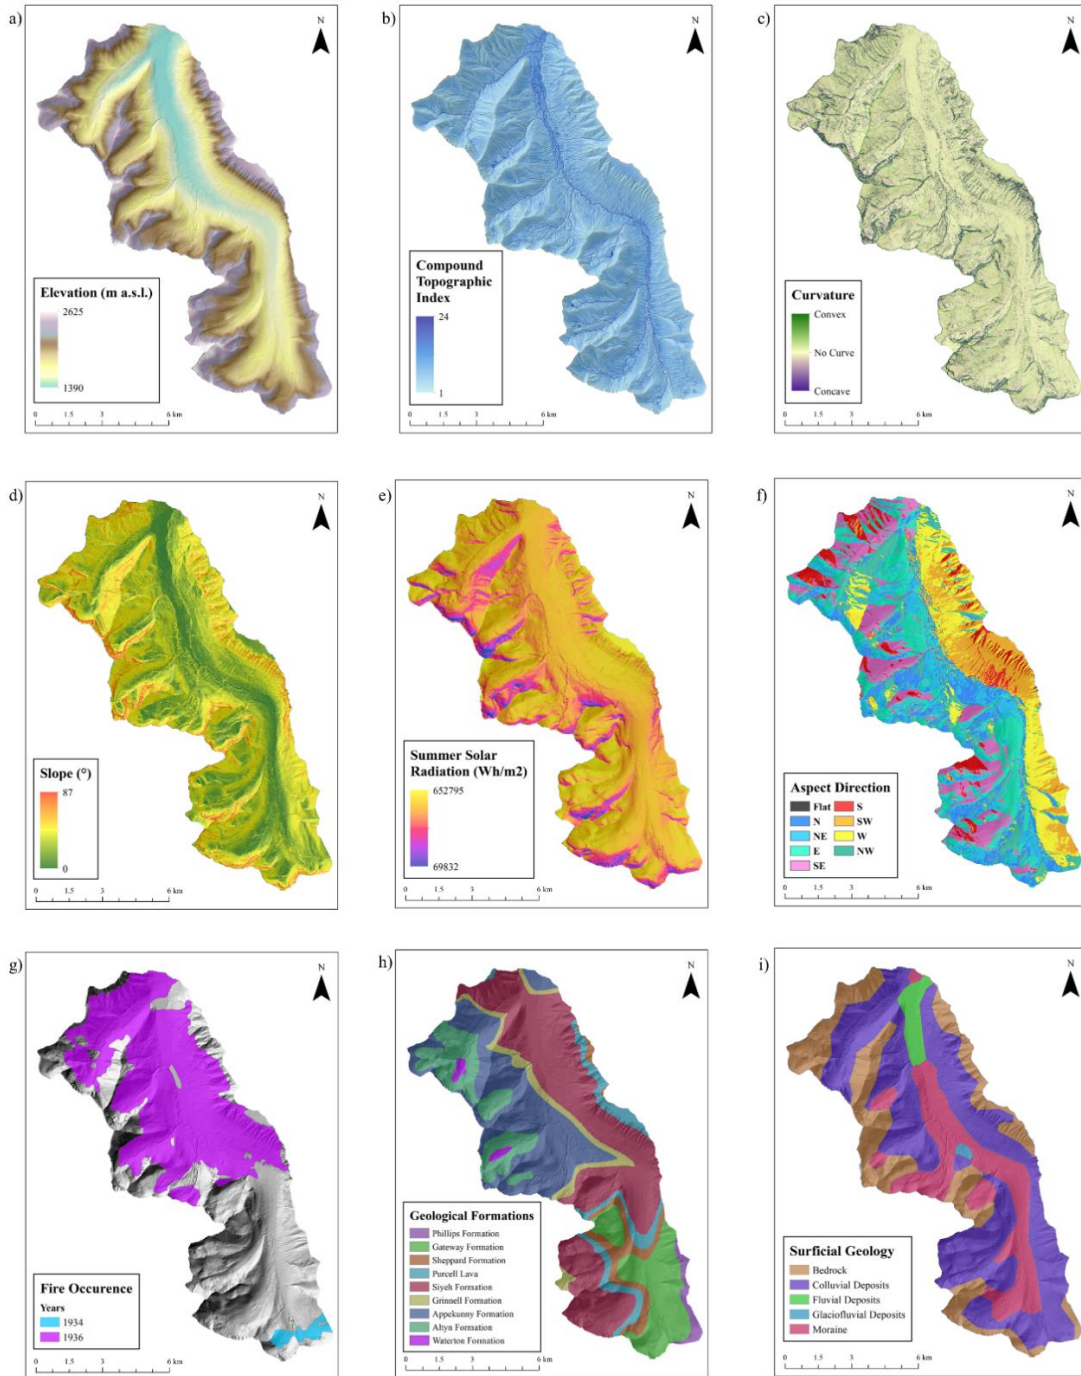 a)
N
Elevation (m a.s.l.)
2625
1390
0 1.5 3 6 km
b)
N
Compound
Topographic
Index
24
1
0 1.5 3 6 km
c)
N
Curvature
Convex
No Curve
Concave
0 1.5 3 6 km
d)
N
Slope (°)
87
0
0 1.5 3 6 km
e)
N
Summer Solar
Radiation (Wh/m2)
652795
69832
0 1.5 3 6 km
f)
N
Aspect Direction
Flat S
N SW
NE W
E NW
SE
0 1.5 3 6 km
g)
N
Fire Occurence
Years
1934
1936
0 1.5 3 6 km
h)
N
Geological Formations
Phillips Formation
Gateway Formation
Sheppard Formation
Purcell Lava
Siyeh Formation
Grinnell Formation
Appekunny Formation
Altyn Formation
Waterton Formation
0 1.5 3 6 km
i)
N
Surficial Geology
Bedrock
Colluvial Deposits
Fluvial Deposits
Glaciofluvial Deposits
Moraine
0 1.5 3 6 km